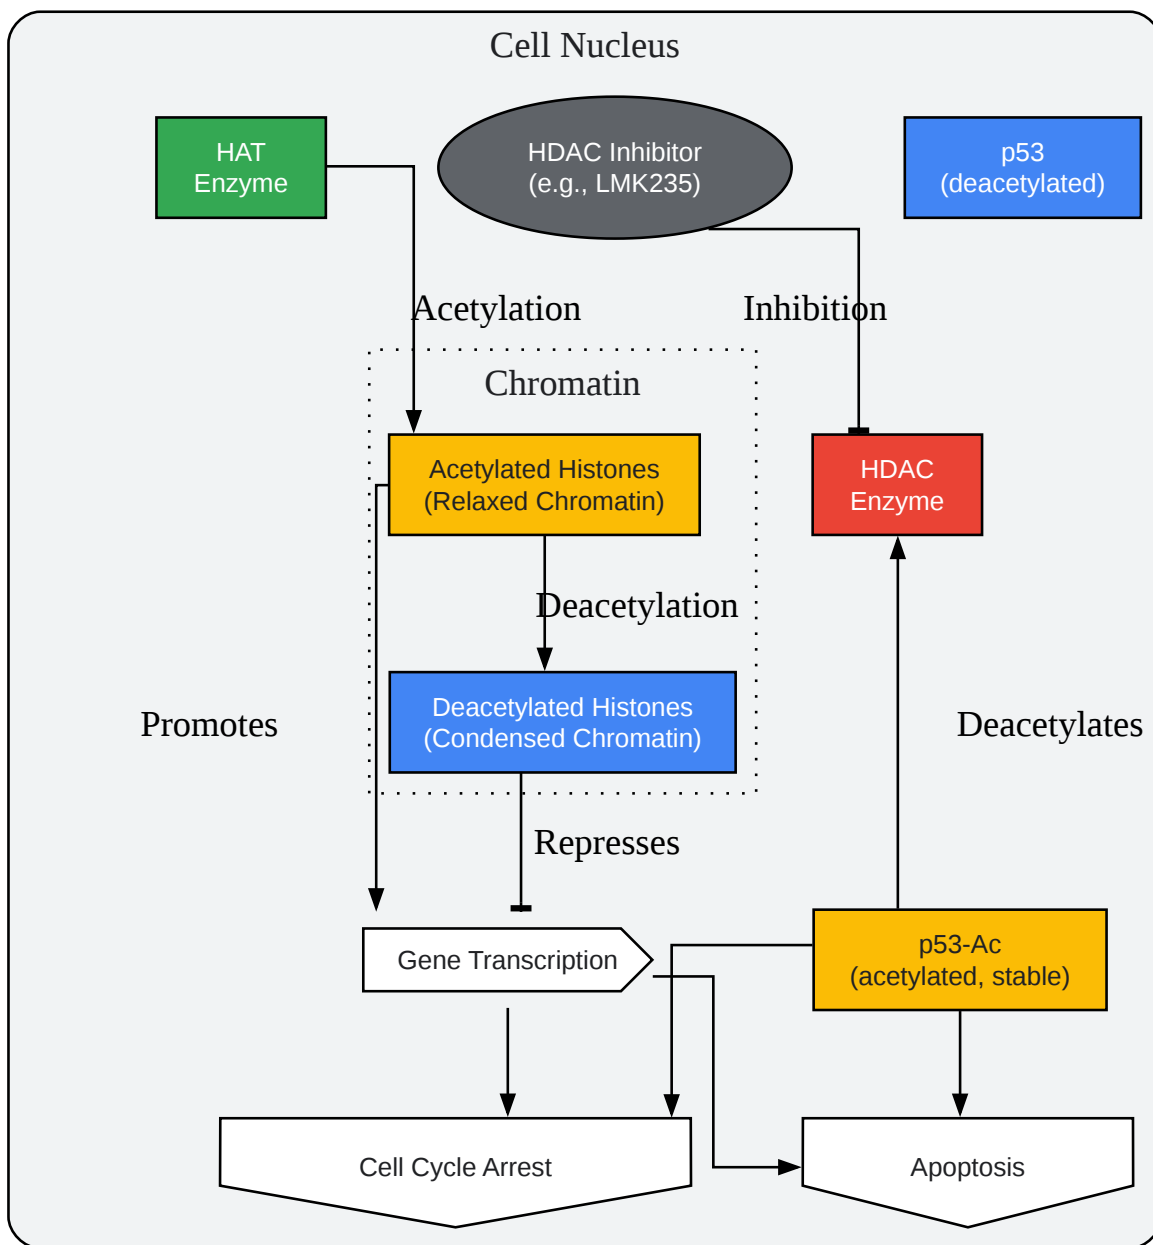 Cell Nucleus
HAT
Enzyme
HDAC Inhibitor
(e.g., LMK235)
p53
(deacetylated)
Acetylation
Inhibition
Chromatin
Acetylated Histones
(Relaxed Chromatin)
HDAC
Enzyme
Deacetylation
Deacetylated Histones
(Condensed Chromatin)
Promotes
Deacetylates
Represses
Gene Transcription
p53-Ac
(acetylated, stable)
Cell Cycle Arrest
Apoptosis